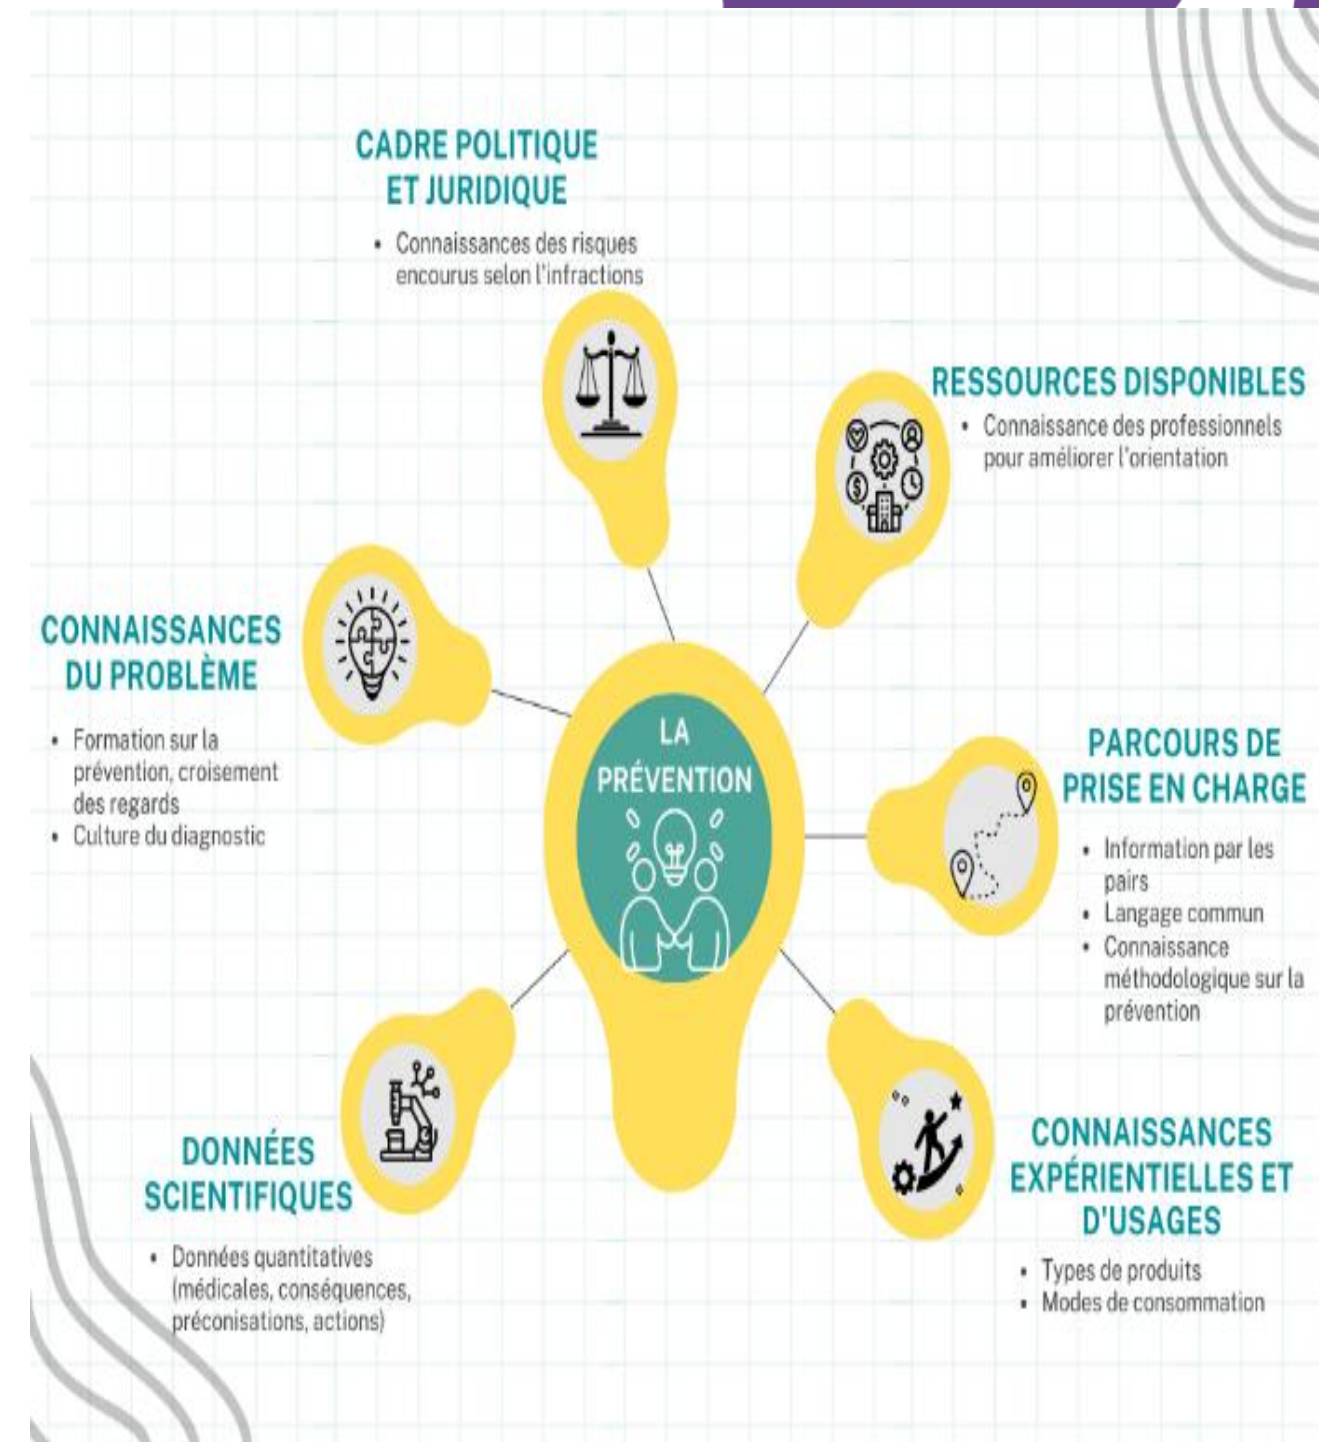 CADRE POLITIQUE
ET JURIDIQUE
• Connaissances des risques
encourus selon l'infractions
RESSOURCES DISPONIBLES
• Connaissance des professionnels
pour améliorer l'orientation
CONNAISSANCES
DU PROBLÈME
• Formation sur la
prévention, croisement
des regards
• Culture du diagnostic
LA
PRÉVENTION
PARCOURS DE
PRISE EN CHARGE
• Information par les
pairs
• Langage commun
• Connaissance
méthodologique sur la
prévention
DONNÉES
SCIENTIFIQUES
• Données quantitatives
(médicales, conséquences,
préconisations, actions)
CONNAISSANCES
EXPÉRIENTIELLES ET
D'USAGES
• Types de produits
• Modes de consommation